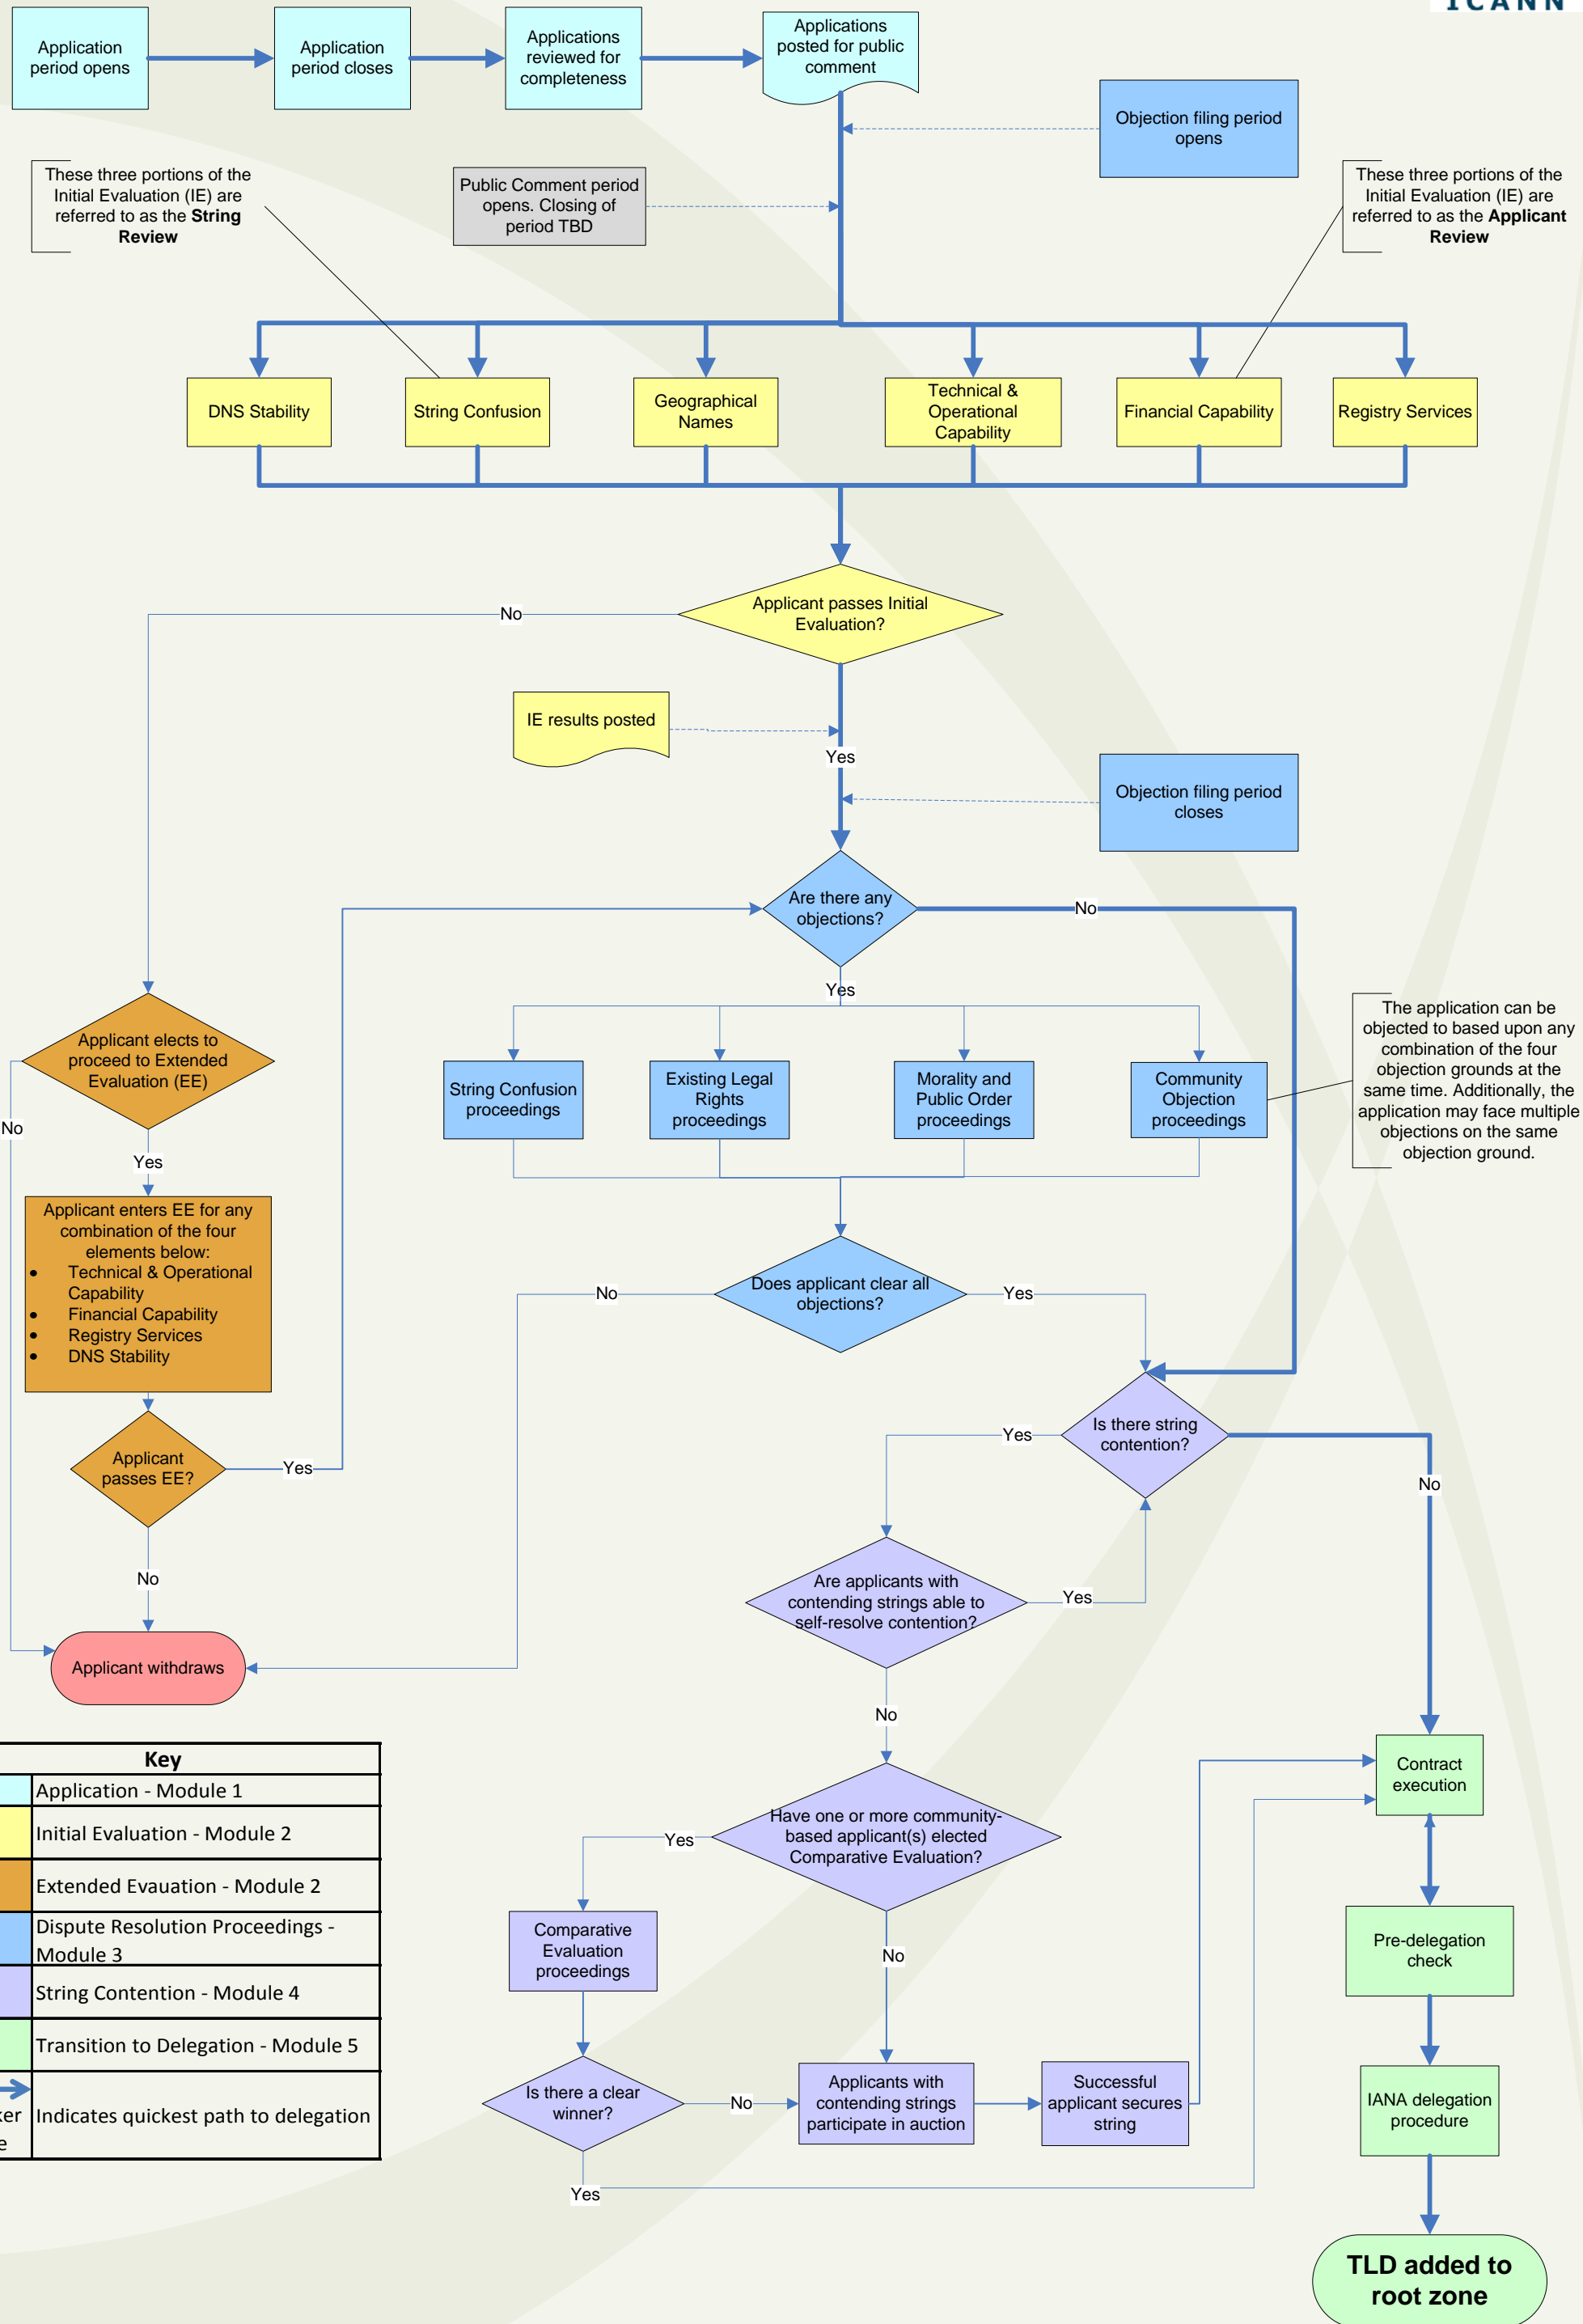 ICANN
Application
period opens
Application
period closes
Applications
reviewed for
completeness
Applications
posted for public
comment
Objection filing period
opens
These three portions of the
Initial Evaluation (IE) are
referred to as the String
Review
Public Comment period
opens. Closing of
period TBD
These three portions of the
Initial Evaluation (IE) are
referred to as the Applicant
Review
DNS Stability
String Confusion
Geographical
Names
Technical &
Operational
Capability
Financial Capability
Registry Services
Applicant passes Initial
Evaluation?
No
IE results posted
Yes
Objection filing period
closes
Are there any
objections?
No
Yes
Applicant elects to
proceed to Extended
Evaluation (EE)
No
Yes
String Confusion
proceedings
Existing Legal
Rights
proceedings
Morality and
Public Order
proceedings
Community
Objection
proceedings
The application can be
objected to based upon any
combination of the four
objection grounds at the
same time. Additionally, the
application may face multiple
objections on the same
objection ground.
Applicant enters EE for any
combination of the four
elements below:
• Technical & Operational
Capability
• Financial Capability
• Registry Services
• DNS Stability
Does applicant clear all
objections?
No
Yes
Applicant
passes EE?
Yes
No
Is there string
contention?
Yes
No
Are applicants with
contending strings able to
self-resolve contention?
Yes
No
Applicant withdraws
Key
Application - Module 1
Initial Evaluation - Module 2
Extended Evauation - Module 2
Dispute Resolution Proceedings -
Module 3
String Contention - Module 4
Transition to Delegation - Module 5
Indicates quickest path to delegation
Have one or more community-
based applicant(s) elected
Comparative Evaluation?
Yes
No
Comparative
Evaluation
proceedings
Is there a clear
winner?
No
Yes
Applicants with
contending strings
participate in auction
Successful
applicant secures
string
Contract
execution
Pre-delegation
check
IANA delegation
procedure
TLD added to
root zone